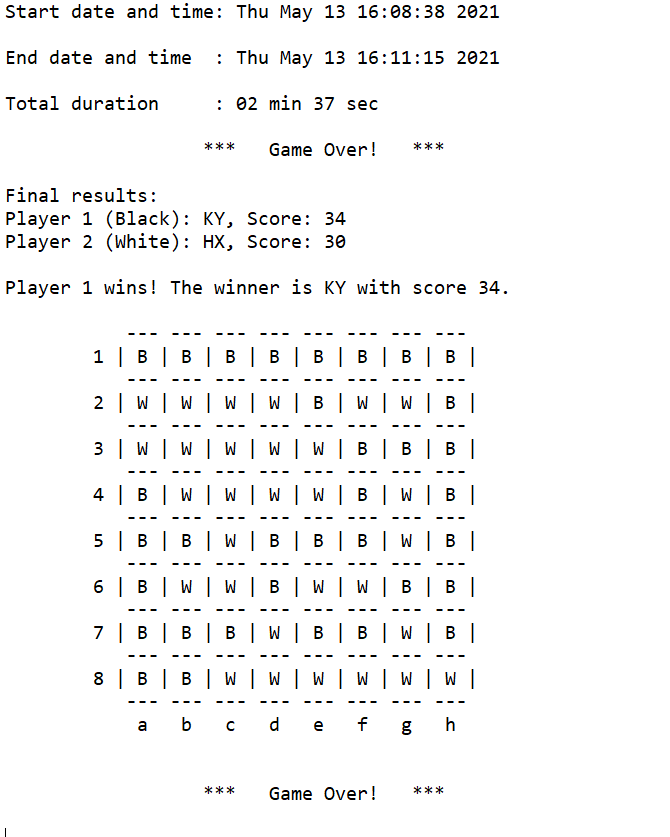 Start date and time: Thu May 13 16:08:38 2021
End date and time  : Thu May 13 16:11:15 2021
Total duration     : 02 min 37 sec
***   Game Over!   ***
Final results:
Player 1 (Black): KY, Score: 34
Player 2 (White): HX, Score: 30
Player 1 wins! The winner is KY with score 34.
--- --- --- --- --- --- --- ---
1 | B | B | B | B | B | B | B | B |
--- --- --- --- --- --- --- ---
2 | W | W | W | W | B | W | W | B |
--- --- --- --- --- --- --- ---
3 | W | W | W | W | W | B | B | B |
--- --- --- --- --- --- --- ---
4 | B | W | W | W | W | B | W | B |
--- --- --- --- --- --- --- ---
5 | B | B | W | B | B | B | W | B |
--- --- --- --- --- --- --- ---
6 | B | W | W | B | W | W | B | B |
--- --- --- --- --- --- --- ---
7 | B | B | B | W | B | B | W | B |
--- --- --- --- --- --- --- ---
8 | B | B | W | W | W | W | W | W |
--- --- --- --- --- --- --- ---
a   b   c   d   e   f   g   h
***   Game Over!   ***